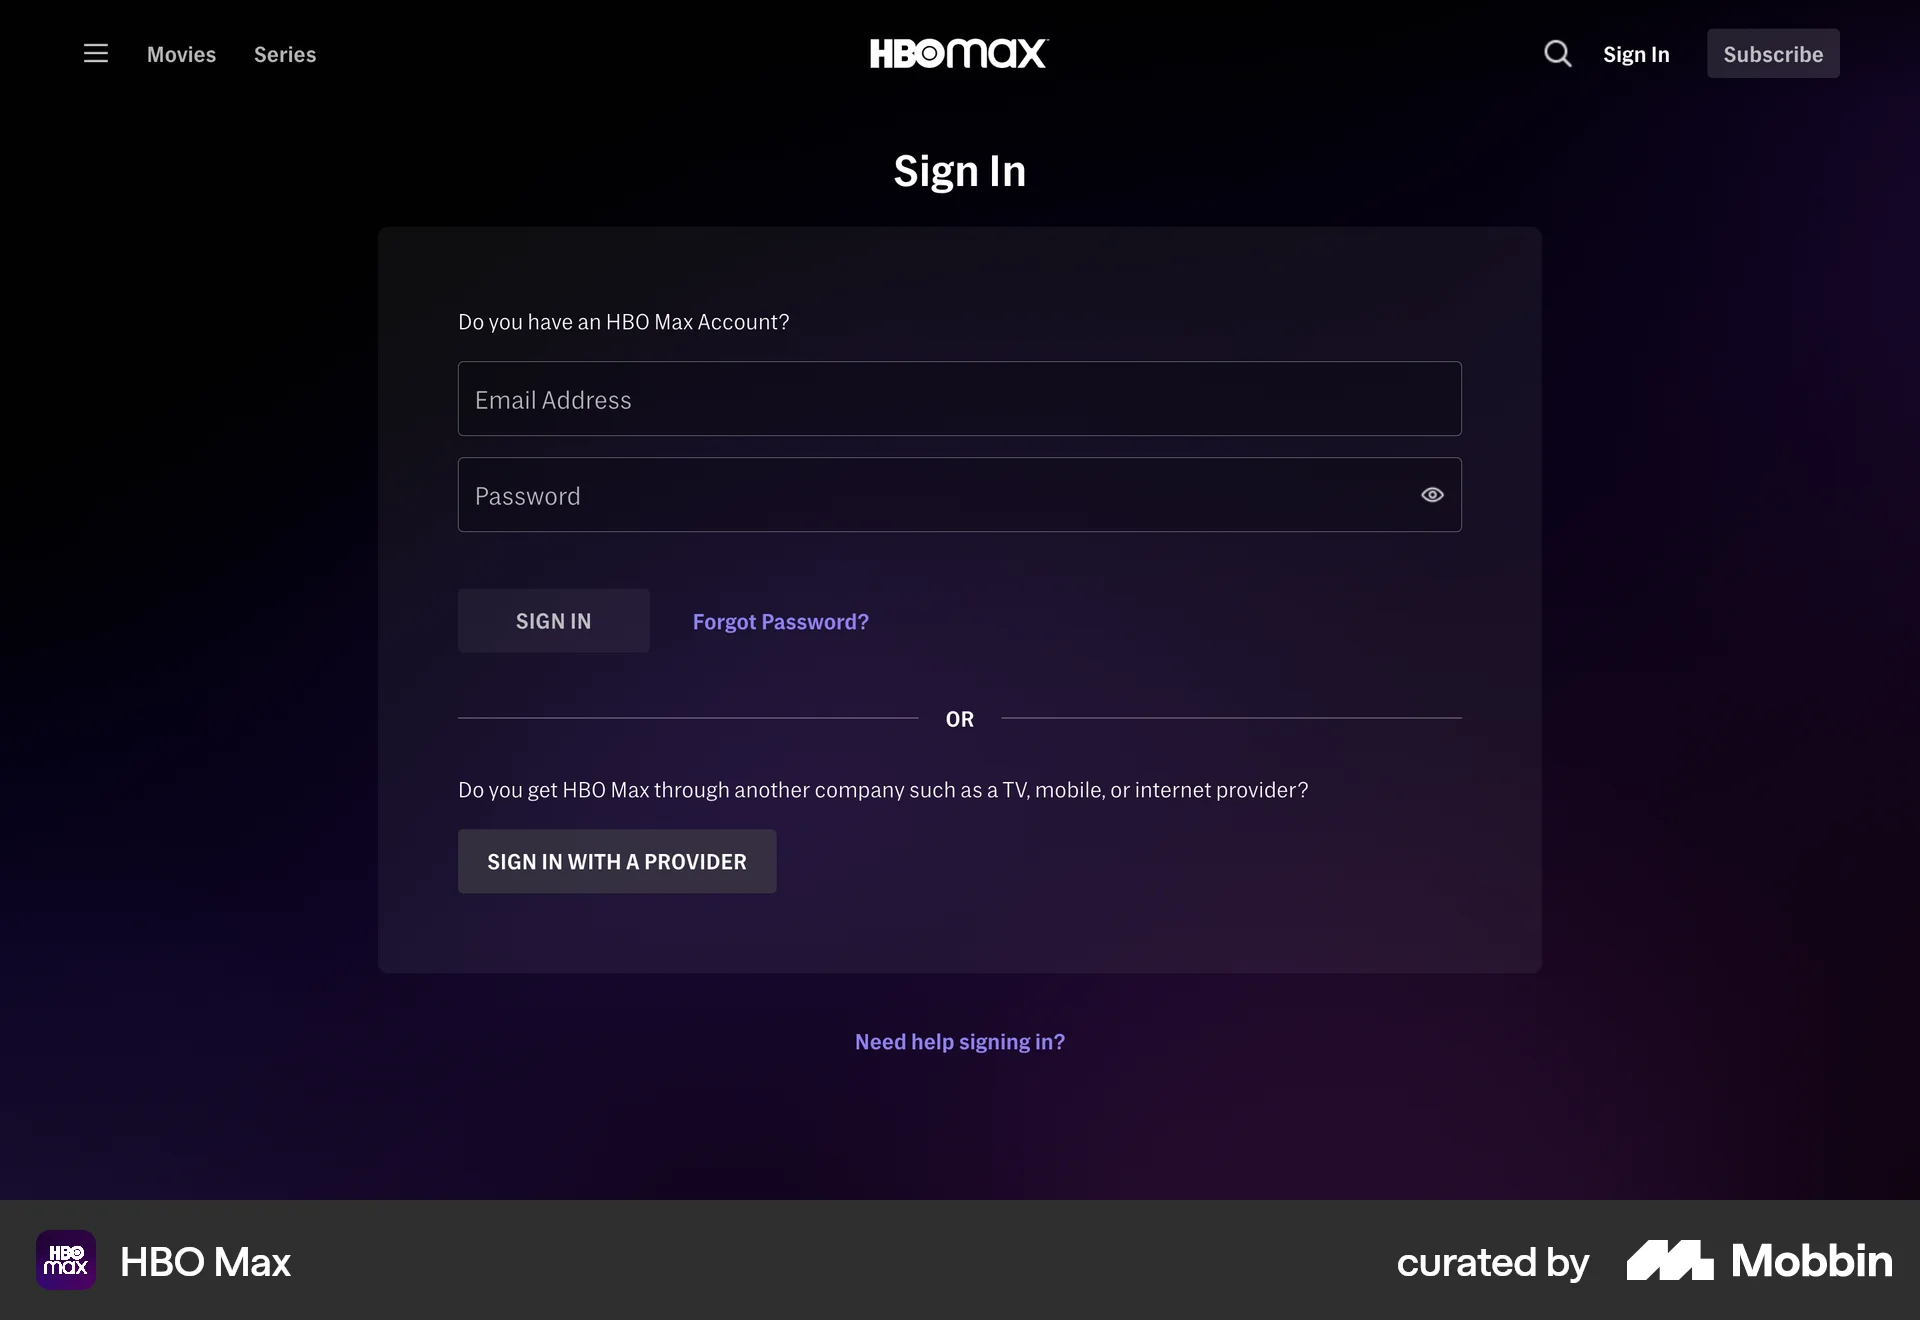 Movies Series HBOMAX Sign In Subscribe
Sign In
Do you have an HBO Max Account?
Email Address
Password
SIGN IN Forgot Password?
OR
Do you get HBO Max through another company such as a TV, mobile, or internet provider?
SIGN IN WITH A PROVIDER
Need help signing in?
HBO max HBO Max curated by Mobbin